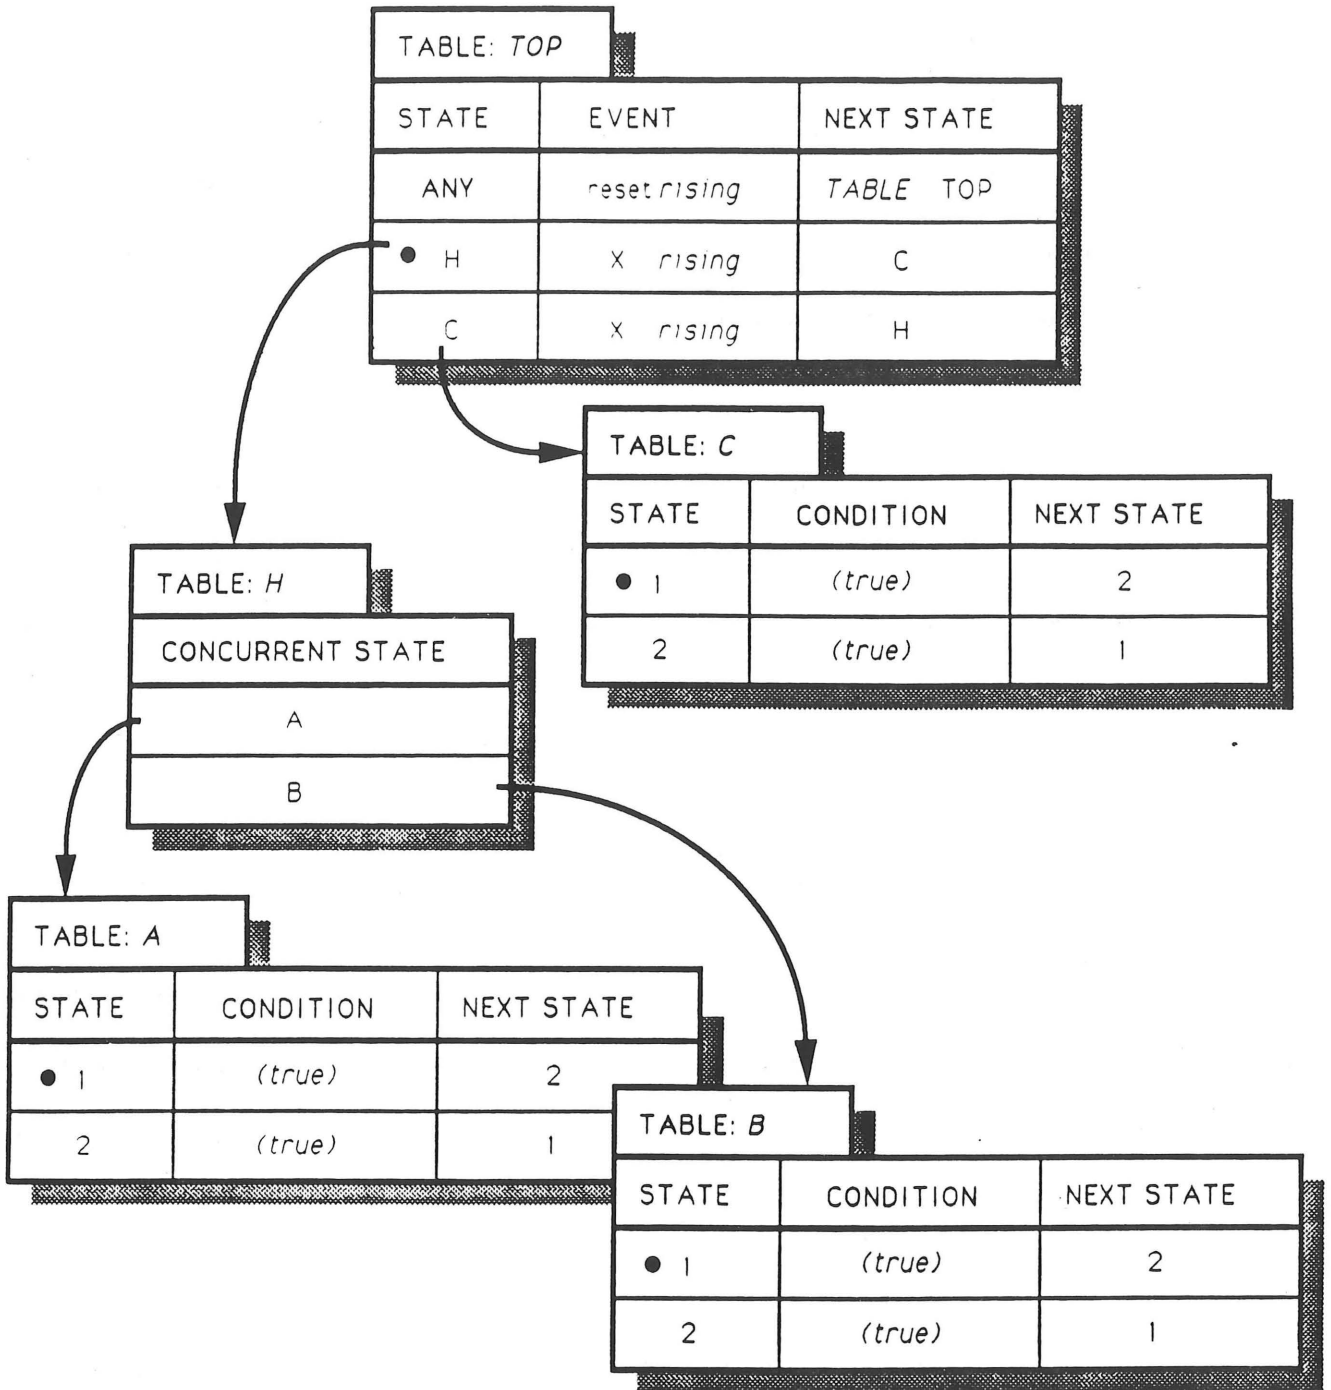 TABLE: TOP
STATE EVENT NEXT STATE
ANY reset rising TABLE TOP
● H X rising C
C X rising H
TABLE: C
STATE CONDITION NEXT STATE
● 1 (true) 2
2 (true) 1
TABLE: H
CONCURRENT STATE
A
B
TABLE: A
STATE CONDITION NEXT STATE
● 1 (true) 2
2 (true) 1
TABLE: B
STATE CONDITION NEXT STATE
● 1 (true) 2
2 (true) 1